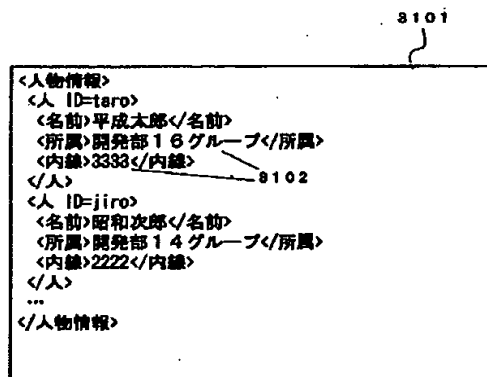 8101
<人物情報>
<人 ID=taro>
<名前>平成太郎</名前>
<所属>開発部16グループ</所属>
<内線>3333</内線>
8102
</人>
<人 ID=jiro>
<名前>昭和次郎</名前>
<所属>開発部14グループ</所属>
<内線>2222</内線>
</人>
…
</人物情報>